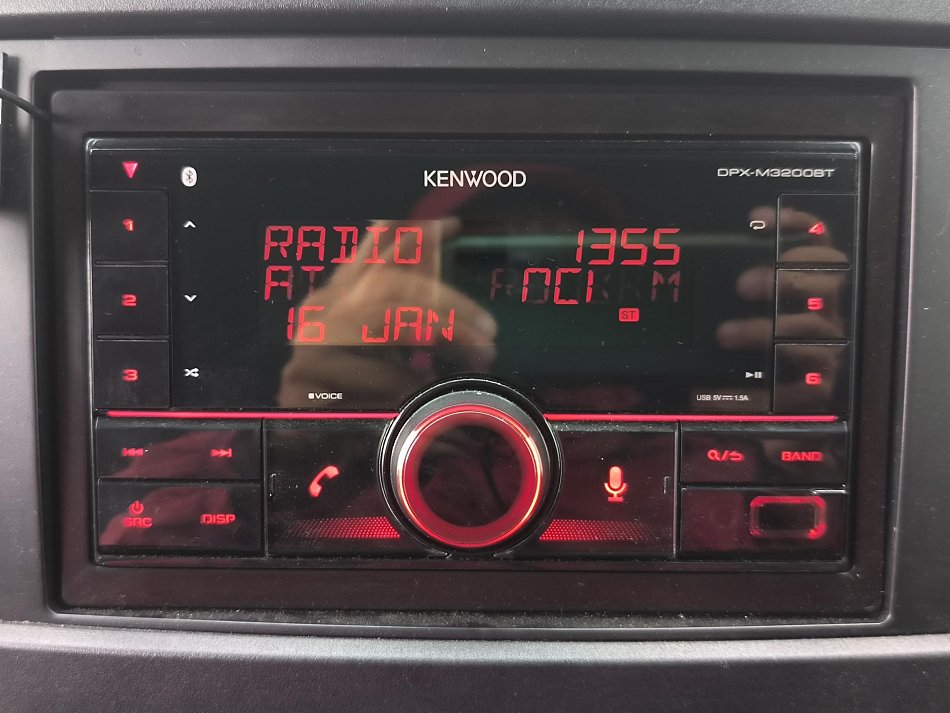 KENWOOD
DPX-M3200BT
1
2
3
4
5
6
RADIO 1355
16 JAN
ST
VOICE
USB 5V 1.5A
SRC
DISP
BAND